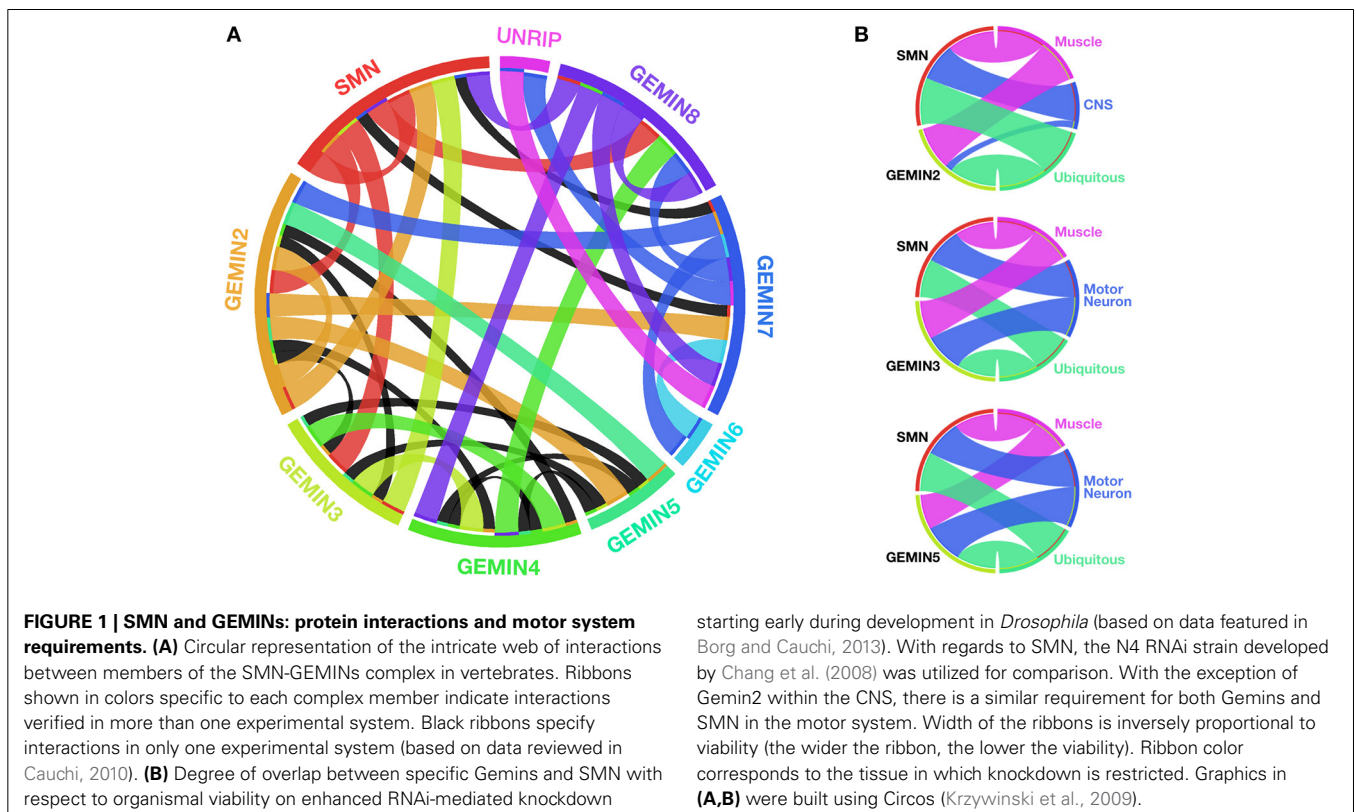 A
UNRIP
SMN
GEMIN8
GEMIN2
GEMIN7
GEMIN6
GEMIN3
GEMIN5
GEMIN4
B
Muscle
SMN
CNS
GEMIN2
Ubiquitous
Muscle
SMN
Motor
Neuron
GEMIN3
Ubiquitous
Muscle
SMN
Motor
Neuron
GEMIN5
Ubiquitous
FIGURE 1 | SMN and GEMINs: protein interactions and motor system
requirements. (A) Circular representation of the intricate web of interactions
between members of the SMN-GEMINs complex in vertebrates. Ribbons
shown in colors specific to each complex member indicate interactions
verified in more than one experimental system. Black ribbons specify
interactions in only one experimental system (based on data reviewed in
Cauchi, 2010). (B) Degree of overlap between specific Gemins and SMN with
respect to organismal viability on enhanced RNAi-mediated knockdown
starting early during development in Drosophila (based on data featured in
Borg and Cauchi, 2013). With regards to SMN, the N4 RNAi strain developed
by Chang et al. (2008) was utilized for comparison. With the exception of
Gemin2 within the CNS, there is a similar requirement for both Gemins and
SMN in the motor system. Width of the ribbons is inversely proportional to
viability (the wider the ribbon, the lower the viability). Ribbon color
corresponds to the tissue in which knockdown is restricted. Graphics in
(A,B) were built using Circos (Krzywinski et al., 2009).